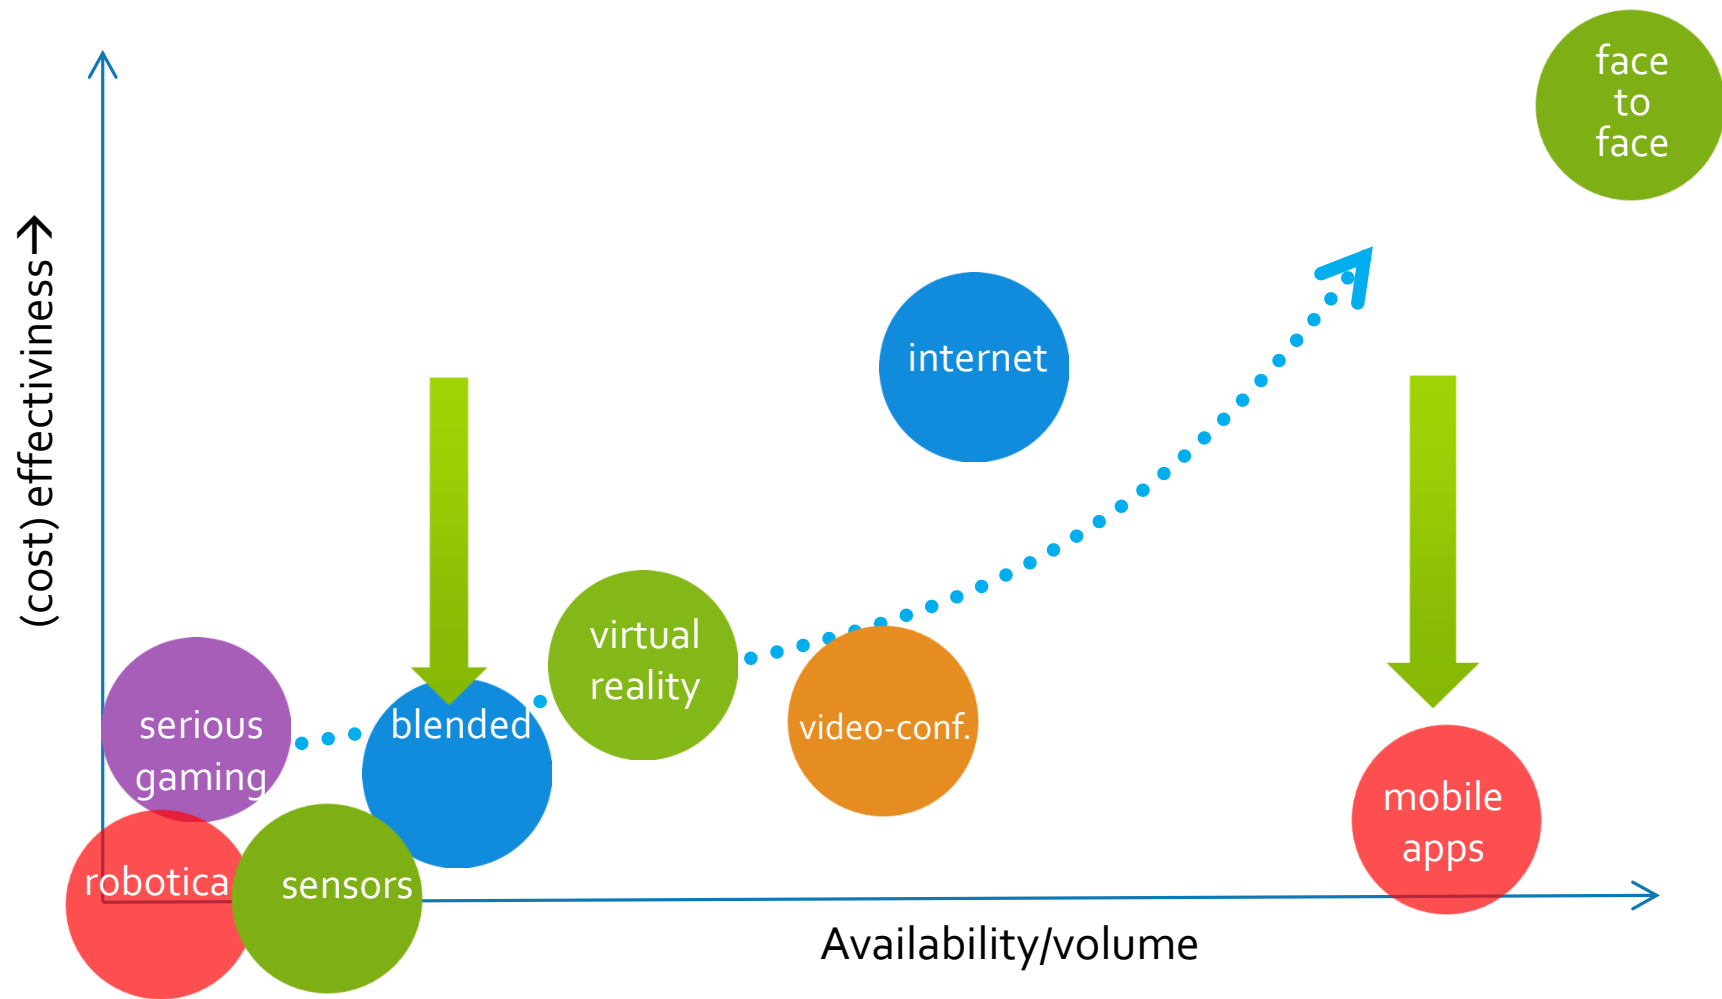 face
to
face
internet
(cost) effectiviness→
virtual
reality
serious
gaming
blended
video-conf.
mobile
apps
robotica
sensors
Availability/volume